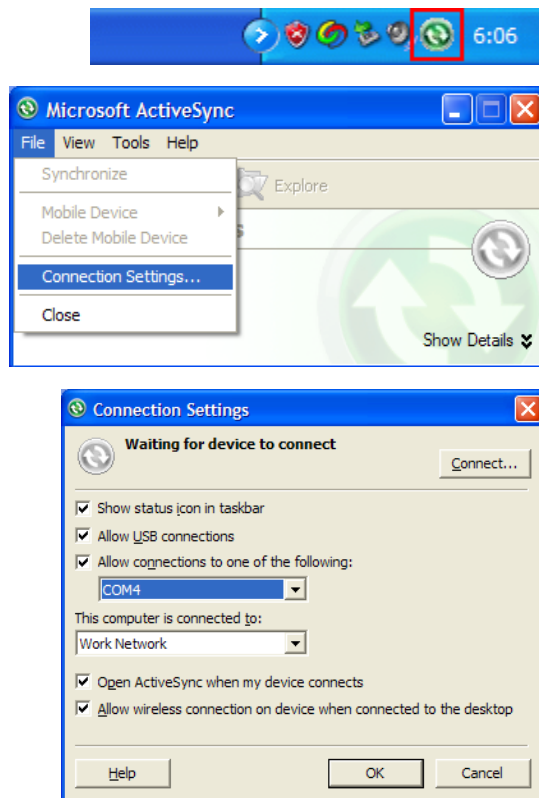 6:06
Microsoft ActiveSync
File View Tools Help
Synchronize
Explore
Mobile Device
Delete Mobile Device
Connection Settings...
Close
Show Details
Connection Settings
Waiting for device to connect
Connect...
Show status icon in taskbar
Allow USB connections
Allow connections to one of the following:
COM4
This computer is connected to:
Work Network
Open ActiveSync when my device connects
Allow wireless connection on device when connected to the desktop
Help OK Cancel